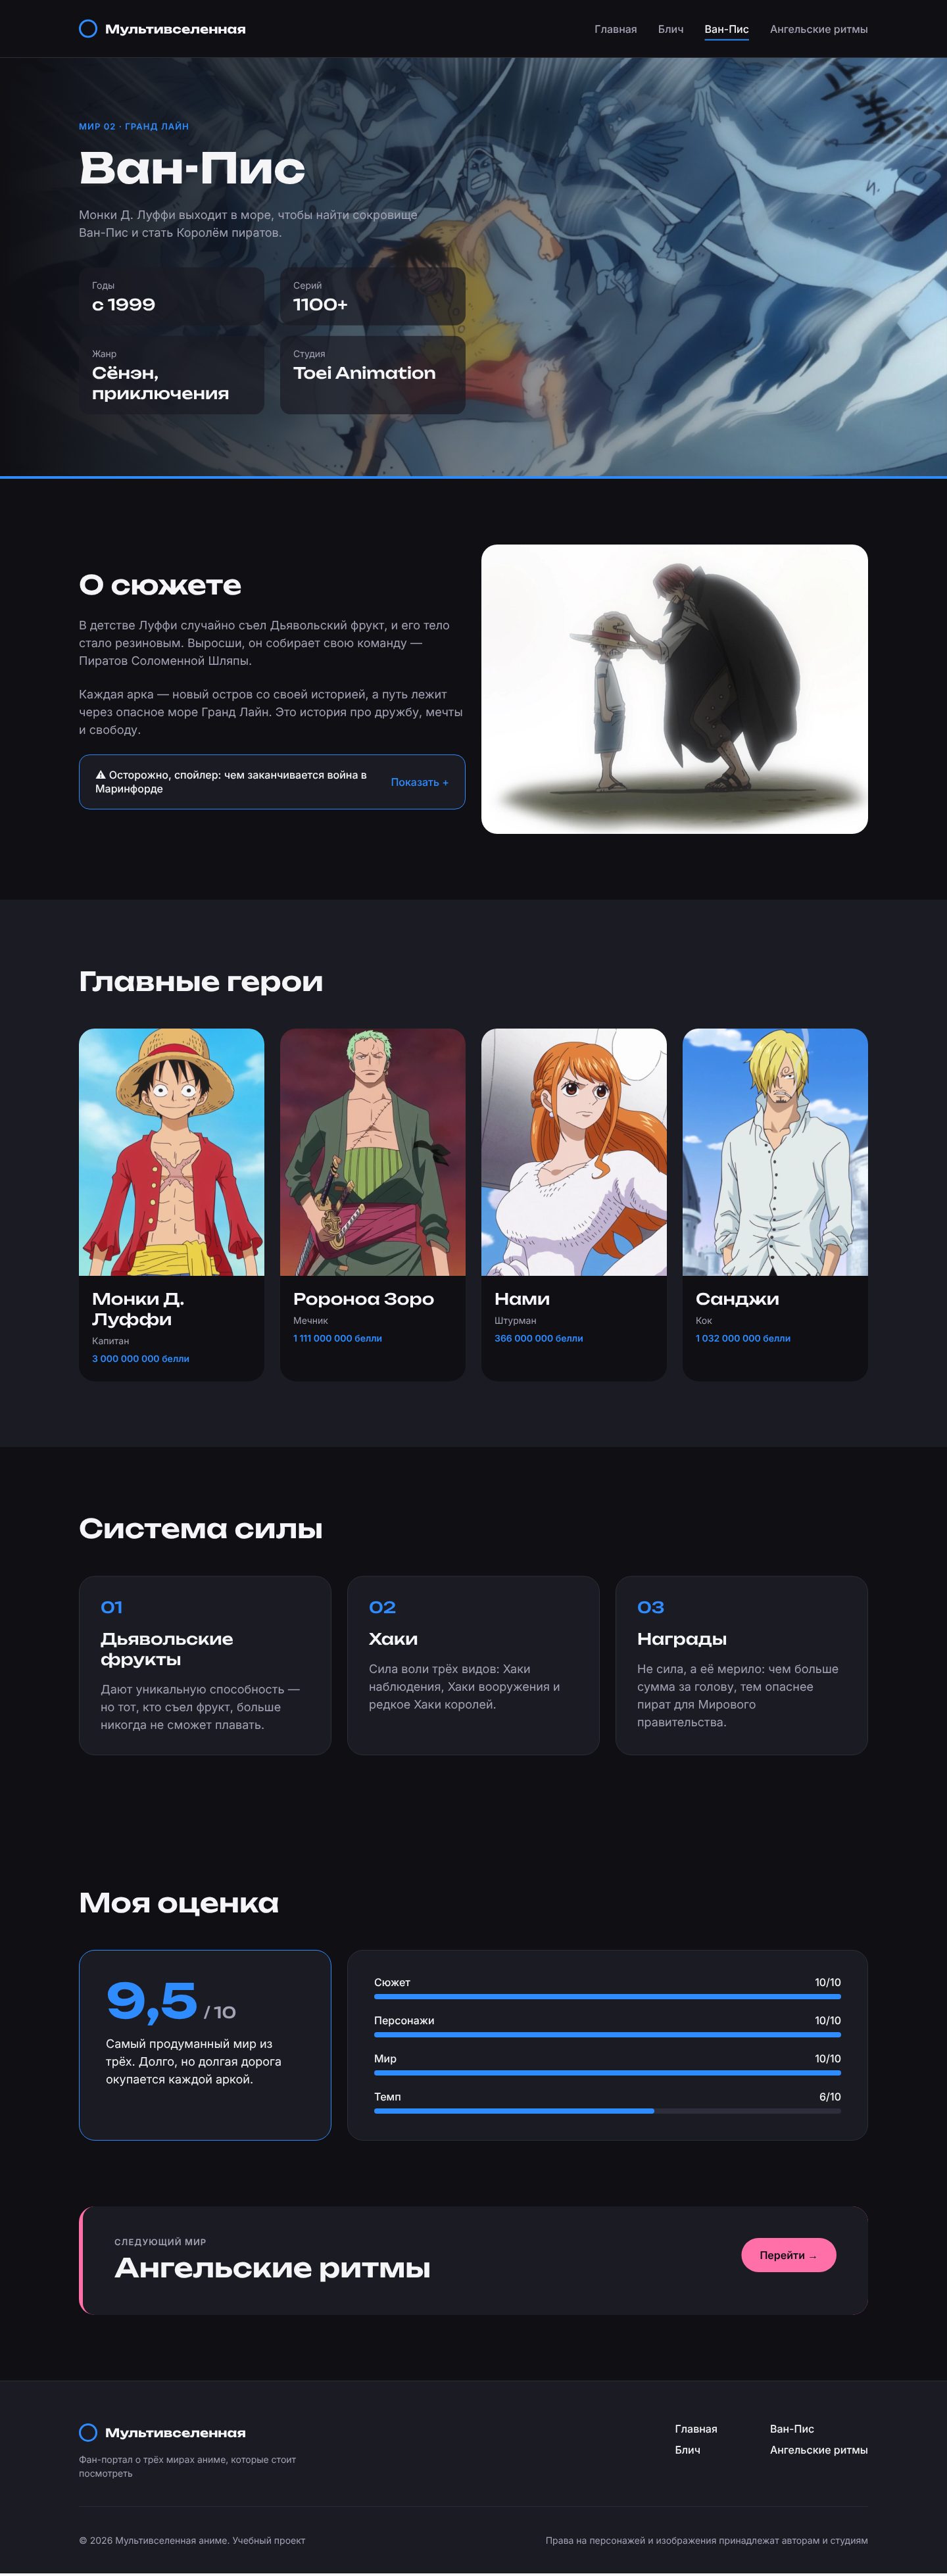 Мультивселенная
Главная
Блич
Ван-Пис
Ангельские ритмы
МИР 02 · ГРАНД ЛАЙН
Ван-Пис
Монки Д. Луффи выходит в море, чтобы найти сокровище
Ван-Пис и стать Королём пиратов.
Годы
с 1999
Серий
1100+
Жанр
Сёнэн,
приключения
Студия
Toei Animation
О сюжете
В детстве Луффи случайно съел Дьявольский фрукт, и его тело
стало резиновым. Выросши, он собирает свою команду —
Пиратов Соломенной Шляпы.
Каждая арка — новый остров со своей историей, а путь лежит
через опасное море Гранд Лайн. Это история про дружбу, мечты
и свободу.
⚠ Осторожно, спойлер: чем заканчивается война в
Маринфорде
Показать +
Главные герои
Монки Д.
Луффи
Капитан
3 000 000 000 белли
Ророноа Зоро
Мечник
1 111 000 000 белли
Нами
Штурман
366 000 000 белли
Санджи
Кок
1 032 000 000 белли
Система силы
01
Дьявольские
фрукты
Дают уникальную способность —
но тот, кто съел фрукт, больше
никогда не сможет плавать.
02
Хаки
Сила воли трёх видов: Хаки
наблюдения, Хаки вооружения и
редкое Хаки королей.
03
Награды
Не сила, а её мерило: чем больше
сумма за голову, тем опаснее
пират для Мирового
правительства.
Моя оценка
9,5 / 10
Самый продуманный мир из
трёх. Долго, но долгая дорога
окупается каждой аркой.
Сюжет 10/10
Персонажи 10/10
Мир 10/10
Темп 6/10
СЛЕДУЮЩИЙ МИР
Ангельские ритмы
Перейти →
Мультивселенная
Фан-портал о трёх мирах аниме, которые стоит
посмотреть
Главная
Блич
Ван-Пис
Ангельские ритмы
© 2026 Мультивселенная аниме. Учебный проект
Права на персонажей и изображения принадлежат авторам и студиям